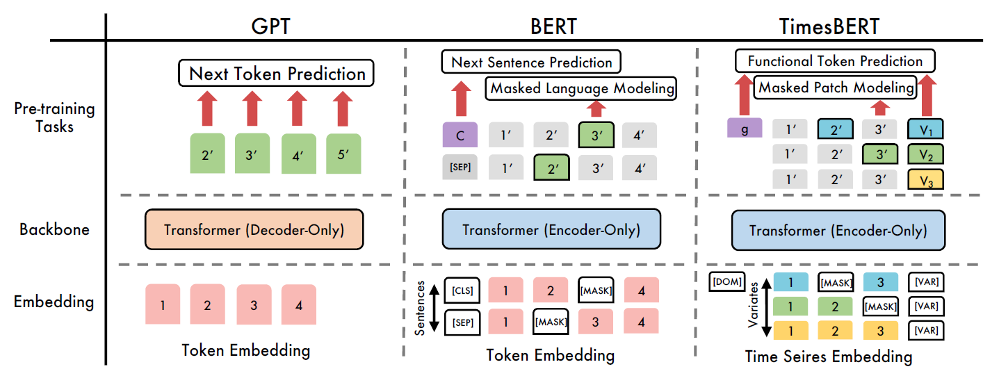 GPT
BERT
TimesBERT
Pre-training
Tasks
Next Token Prediction
2′ 3′ 4′ 5′
Next Sentence Prediction
Masked Language Modeling
C 1′ 2′ 3′ 4′
[SEP] 1′ 2′ 3′ 4′
Functional Token Prediction
Masked Patch Modeling
g 1′ 2′ 3′ V1
1′ 2′ 3′ V2
1′ 2′ 3′ V3
Backbone
Transformer (Decoder-Only)
Transformer (Encoder-Only)
Transformer (Encoder-Only)
Embedding
1 2 3 4
Token Embedding
Sentences
[CLS] 1 2 [MASK] 4
[SEP] 1 [MASK] 3 4
Token Embedding
[DOM]
Variates
1 [MASK] 3 [VAR]
1 2 [MASK] [VAR]
1 2 3 [VAR]
Time Seires Embedding